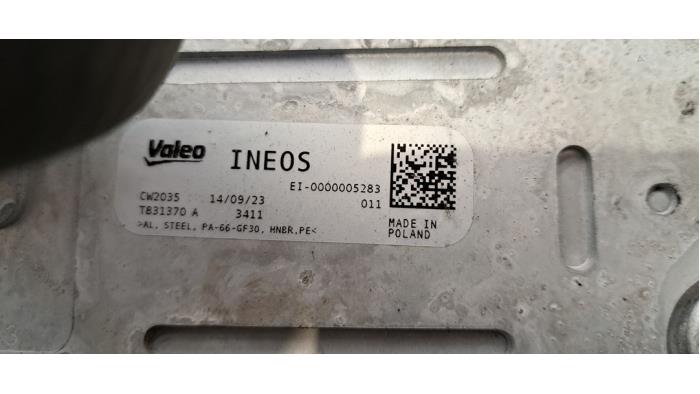 Valeo INEOS
EI-0000005283
CW2035 14/09/23 011
T831370 A 3411
MADE IN
POLAND
>AL, STEEL, PA-66-GF30, HNBR,PE<